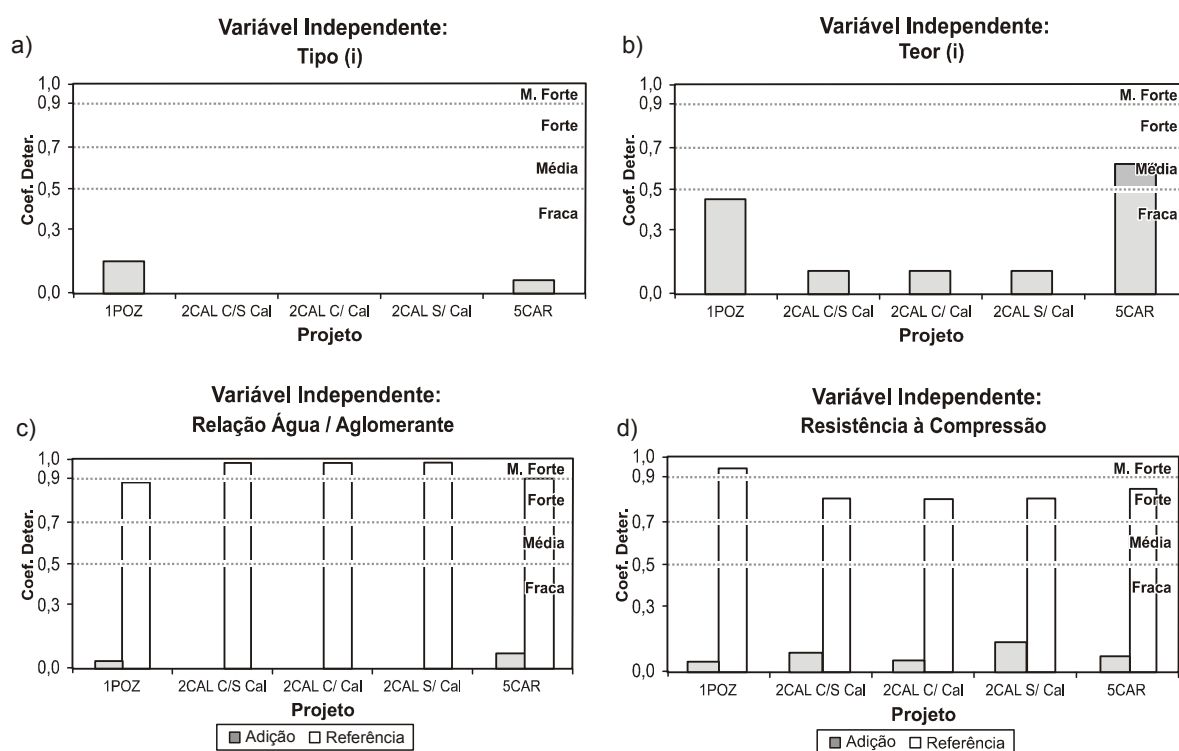 a)
Variável Independente:
Tipo (i)
Coef. Deter.
1,0
0,9
0,7
0,5
0,3
0,0
M. Forte
Forte
Média
Fraca
1POZ
2CAL C/S Cal
2CAL C/ Cal
2CAL S/ Cal
5CAR
Projeto
b)
Variável Independente:
Teor (i)
Coef. Deter.
1,0
0,9
0,7
0,5
0,3
0,0
M. Forte
Forte
Média
Fraca
1POZ
2CAL C/S Cal
2CAL C/ Cal
2CAL S/ Cal
5CAR
Projeto
c)
Variável Independente:
Relação Água / Aglomerante
Coef. Deter.
1,0
0,9
0,7
0,5
0,3
0,0
M. Forte
Forte
Média
Fraca
1POZ
2CAL C/S Cal
2CAL C/ Cal
2CAL S/ Cal
5CAR
Projeto
Adição
Referência
d)
Variável Independente:
Resistência à Compressão
Coef. Deter.
1,0
0,9
0,7
0,5
0,3
0,0
M. Forte
Forte
Média
Fraca
1POZ
2CAL C/S Cal
2CAL C/ Cal
2CAL S/ Cal
5CAR
Projeto
Adição
Referência